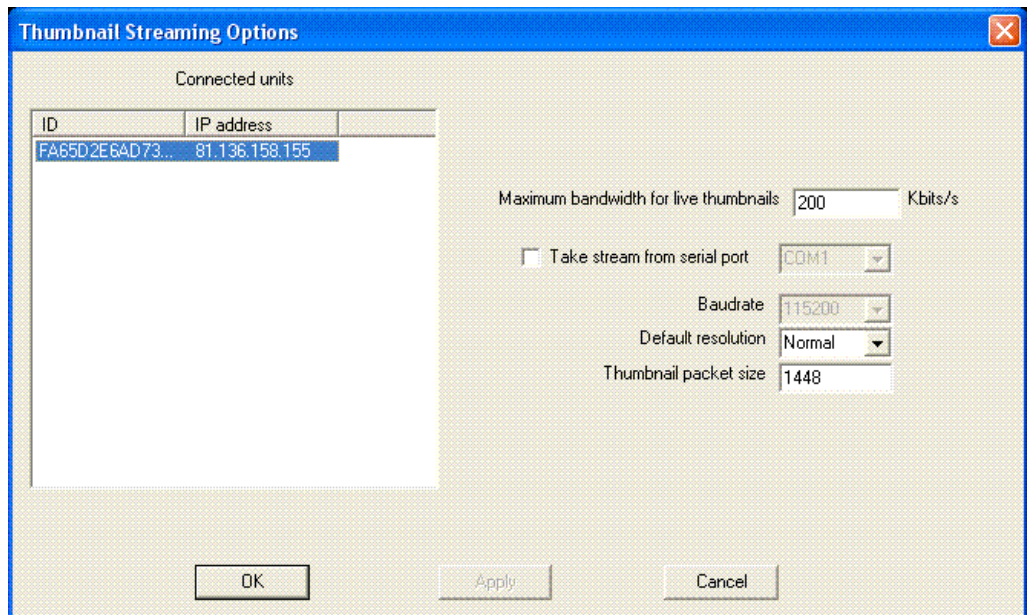 Thumbnail Streaming Options
Connected units
ID IP address
FA65D2E6AD73... 81.136.158.155
Maximum bandwidth for live thumbnails 200 Kbits/s
Take stream from serial port COM1
Baudrate 115200
Default resolution Normal
Thumbnail packet size 1448
OK Apply Cancel